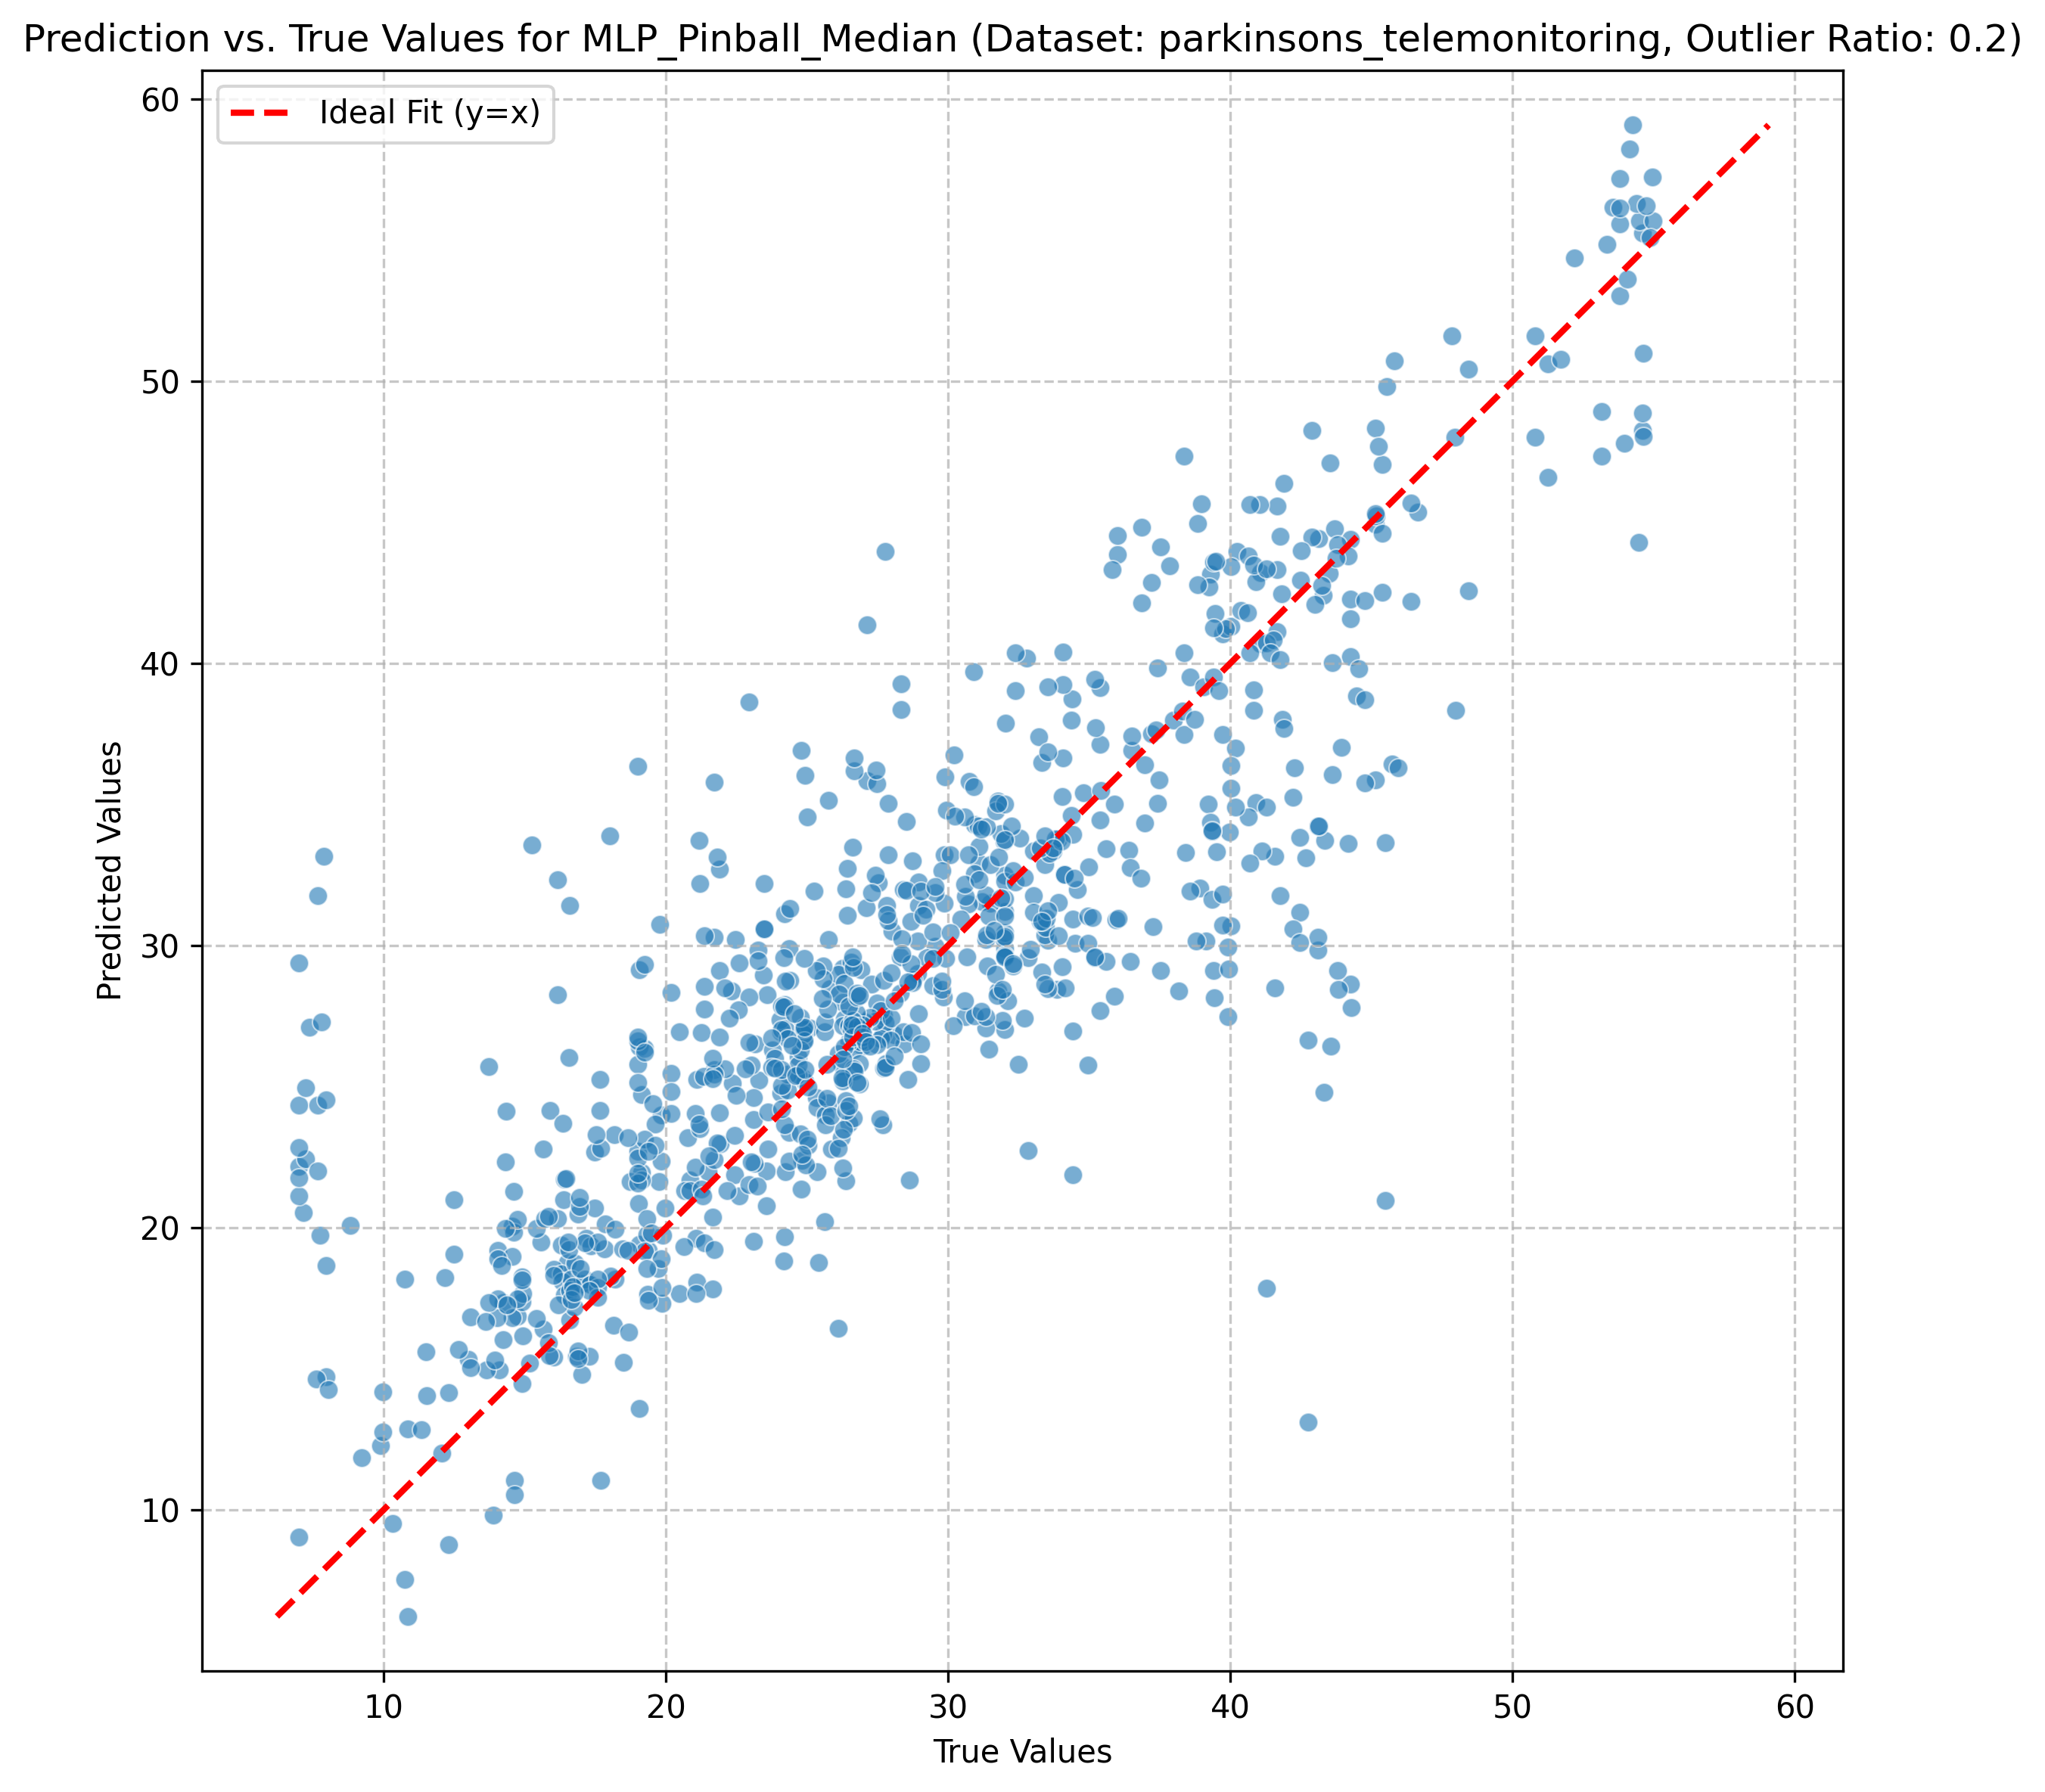 Prediction vs. True Values for MLP_Pinball_Median (Dataset: parkinsons_telemonitoring, Outlier Ratio: 0.2)
Ideal Fit (y=x)
60
50
40
30
20
10
Predicted Values
10 20 30 40 50 60
True Values